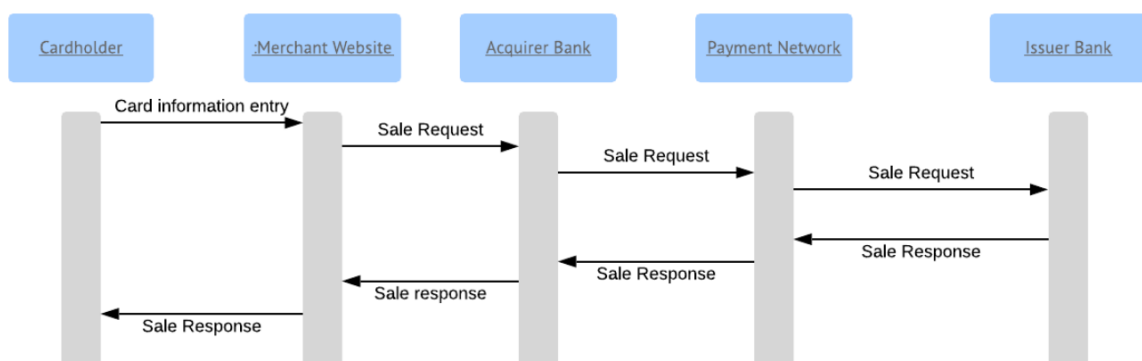 Cardholder
:Merchant Website
Acquirer Bank
Payment Network
Issuer Bank
Card information entry
Sale Request
Sale Request
Sale Request
Sale Response
Sale Response
Sale response
Sale Response